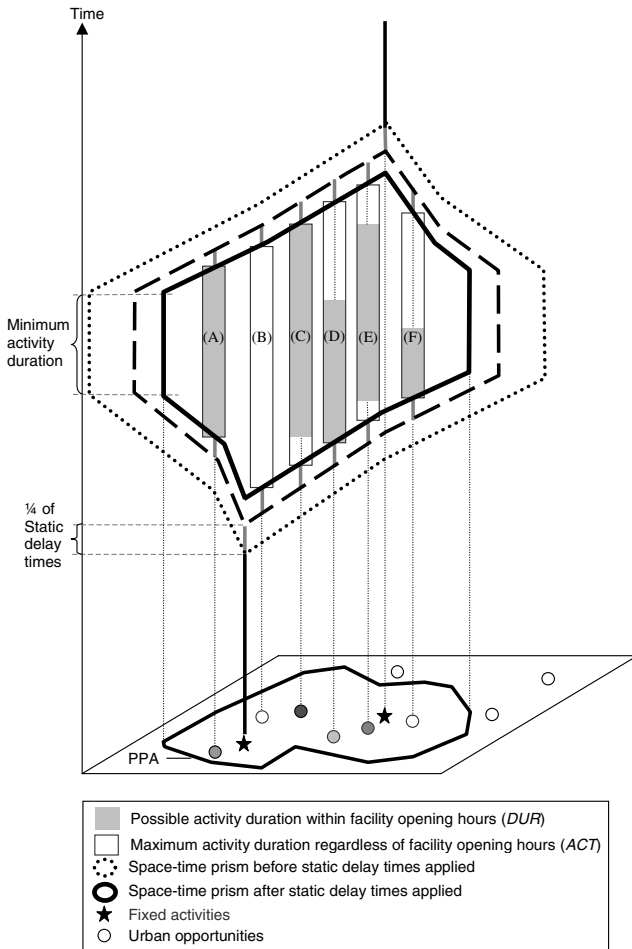 Time
Minimum
activity
duration
(A)
(B)
(C)
(D)
(E)
(F)
¼ of
Static
delay
times
PPA
Possible activity duration within facility opening hours (DUR)
Maximum activity duration regardless of facility opening hours (ACT)
Space-time prism before static delay times applied
Space-time prism after static delay times applied
Fixed activities
Urban opportunities